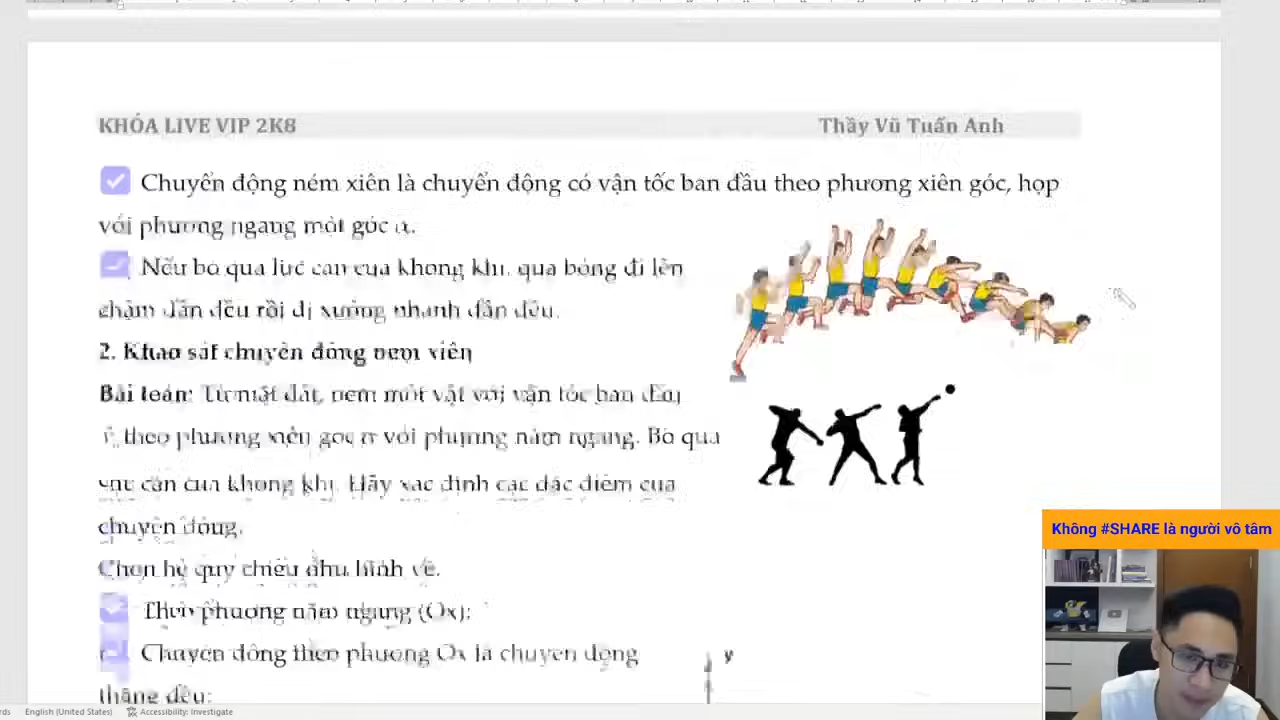 KHÓA LIVE VIP 2K8
Thầy Vũ Tuấn Anh
Chuyển động ném xiên là chuyển động có vận tốc ban đầu theo phương xiên góc, hợp
với phương ngang một góc α.
Nếu bỏ qua lực cản của không khí, quả bóng đi lên
chậm dần đều rồi đi xuống nhanh dần đều.
2. Khảo sát chuyển động ném xiên
Bài toán: Từ mặt đất, ném một vật với vận tốc ban đầu
theo phương xiên góc α với phương nằm ngang. Bỏ qua
lực cản của không khí. Hãy xác định các đặc điểm của
chuyển động.
Chọn hệ quy chiếu như hình vẽ.
Theo phương nằm ngang (Ox):
Chuyển động theo phương Ox là chuyển động
thẳng đều:
y
Không #SHARE là người vô tâm
English (United States)
Accessibility: Investigate